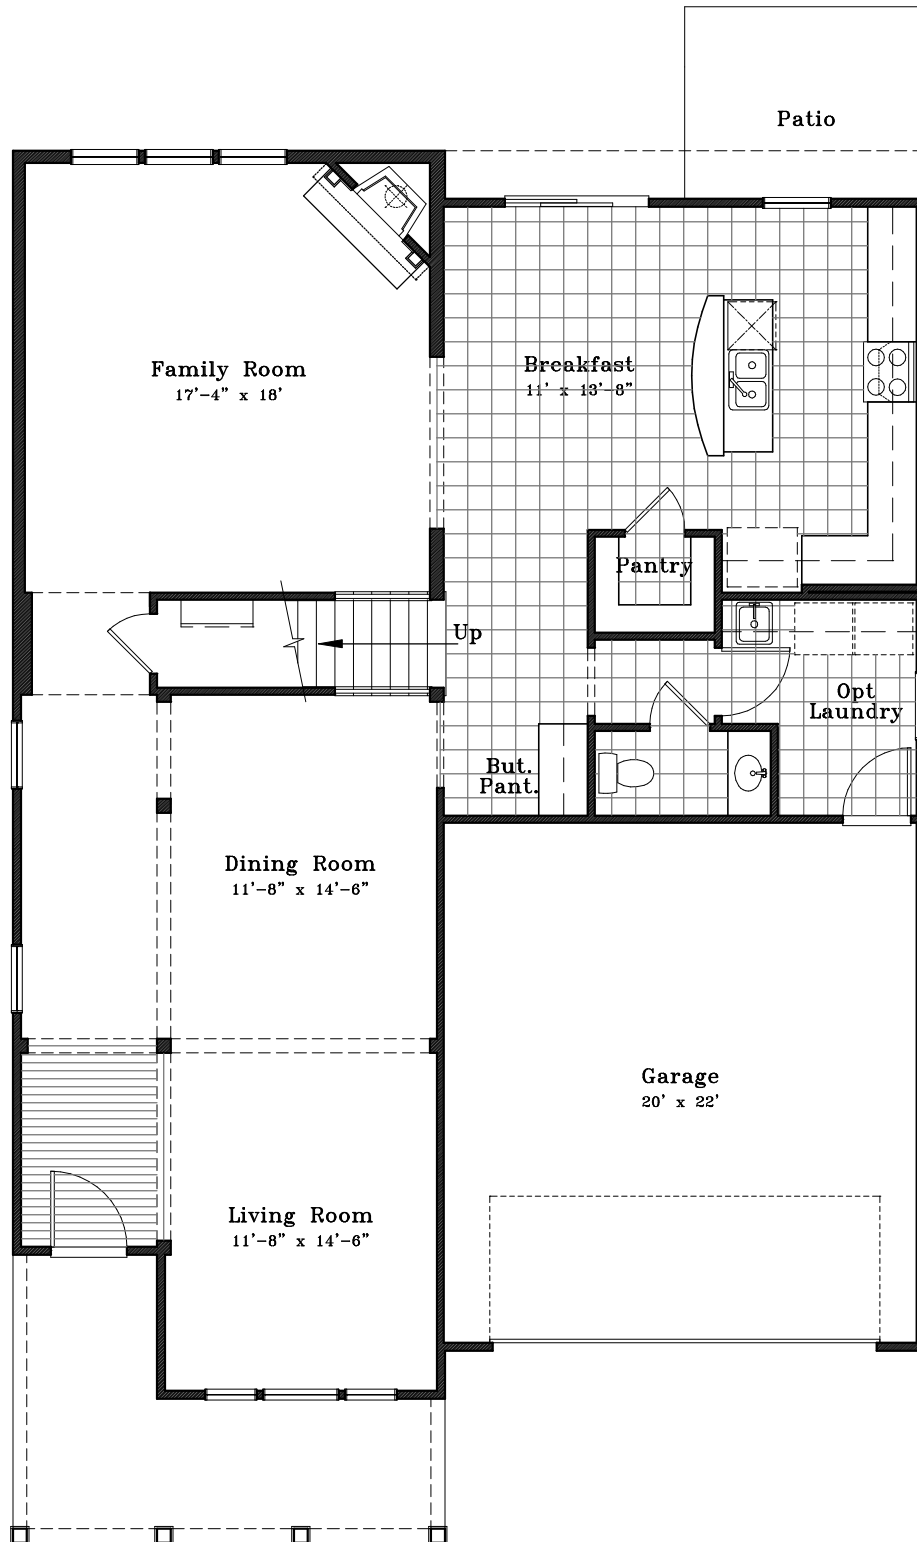 Patio
Family Room
17'-4" x 18'
Breakfast
11' x 13'-8"
Pantry
Up
Opt
Laundry
But.
Pant.
Dining Room
11'-8" x 14'-6"
Garage
20' x 22'
Living Room
11'-8" x 14'-6"